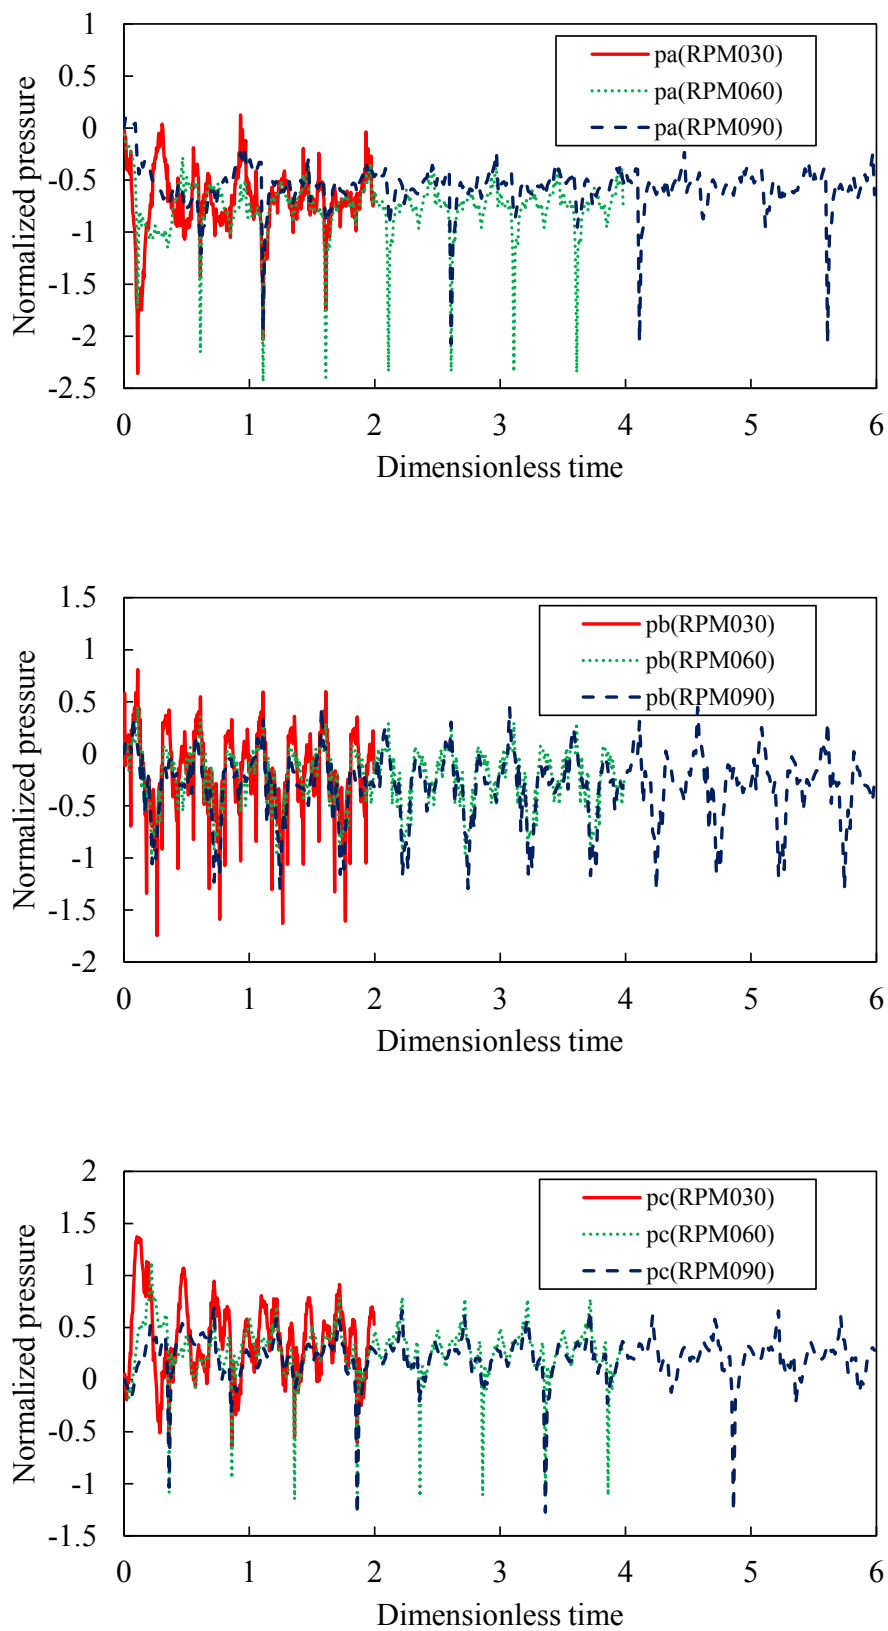 1
0.5
0
-0.5
-1
-1.5
-2
-2.5
Normalized pressure
pa(RPM030)
pa(RPM060)
pa(RPM090)
0 1 2 3 4 5 6
Dimensionless time
1.5
1
0.5
0
-0.5
-1
-1.5
-2
Normalized pressure
pb(RPM030)
pb(RPM060)
pb(RPM090)
0 1 2 3 4 5 6
Dimensionless time
2
1.5
1
0.5
0
-0.5
-1
-1.5
Normalized pressure
pc(RPM030)
pc(RPM060)
pc(RPM090)
0 1 2 3 4 5 6
Dimensionless time